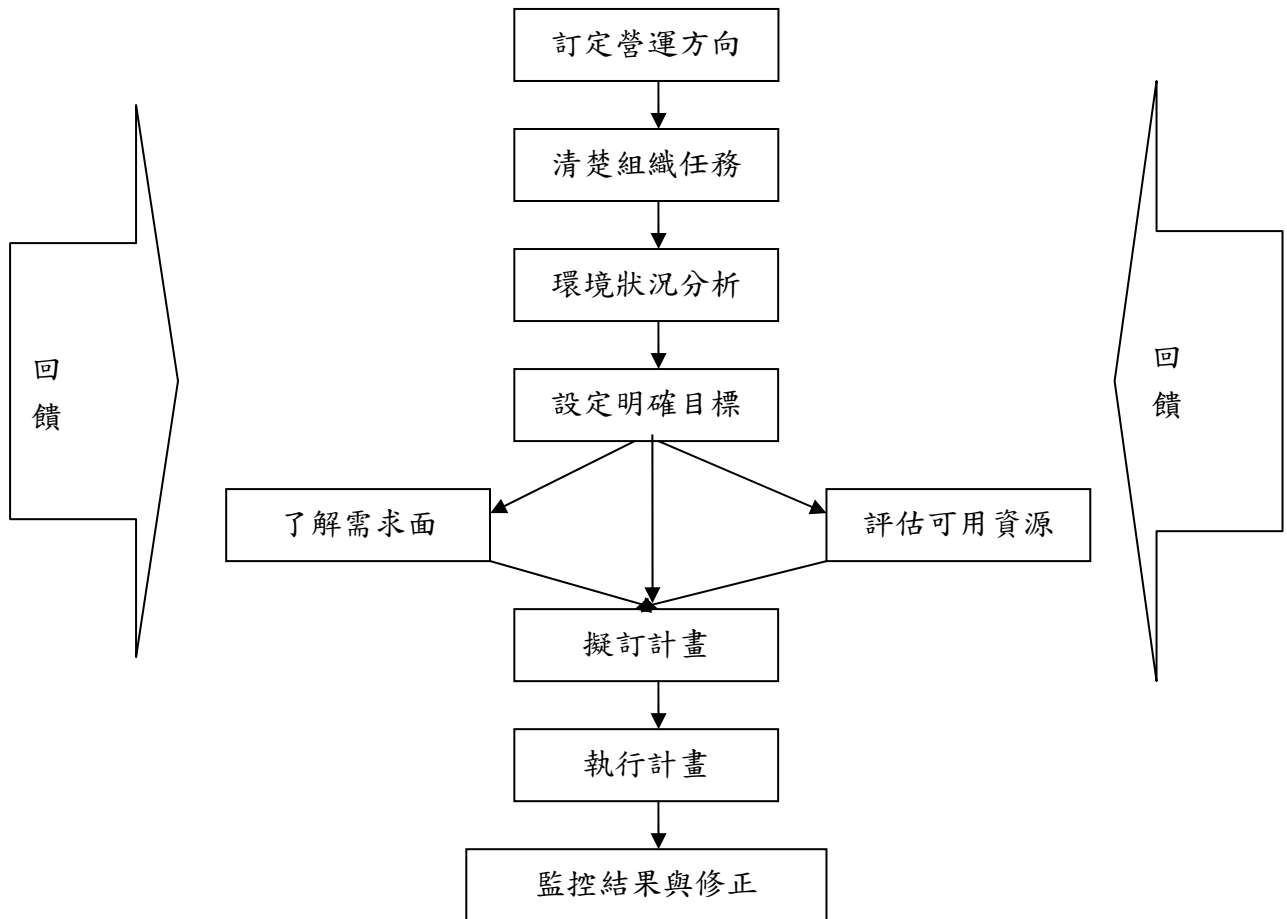 訂定營運方向
清楚組織任務
環境狀況分析
設定明確目標
回
饋
回
饋
了解需求面
評估可用資源
擬訂計畫
執行計畫
監控結果與修正